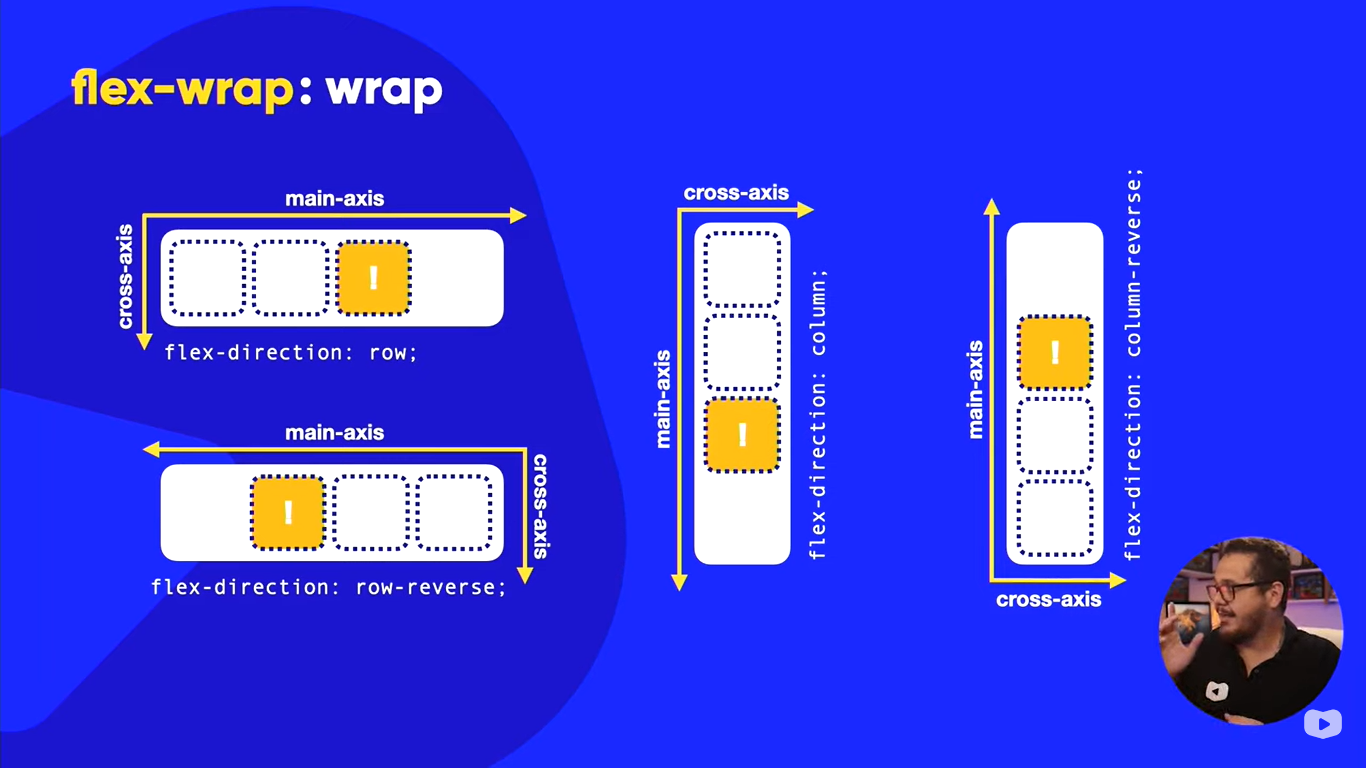 flex-wrap: wrap
main-axis
cross-axis
!
flex-direction: row;
main-axis
cross-axis
!
flex-direction: row-reverse;
cross-axis
main-axis
!
flex-direction: column;
main-axis
!
flex-direction: column-reverse;
cross-axis